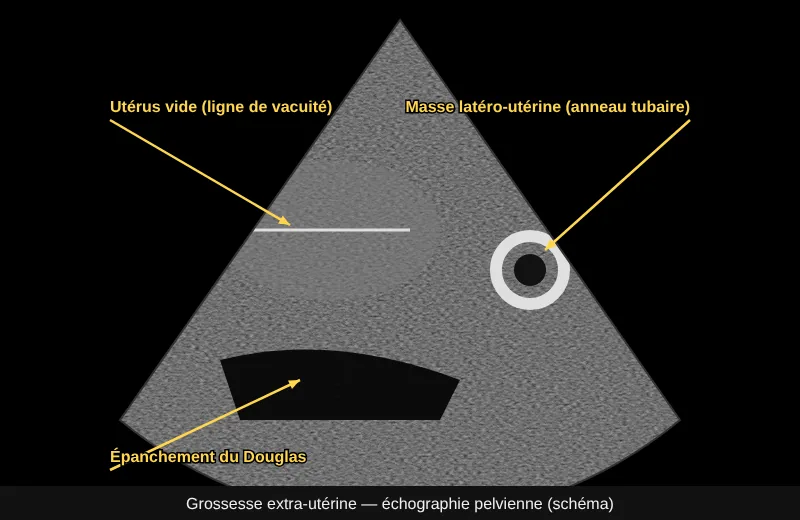 Utérus vide (ligne de vacuité)
Masse latéro-utérine (anneau tubaire)
Épanchement du Douglas
Grossesse extra-utérine — échographie pelvienne (schéma)